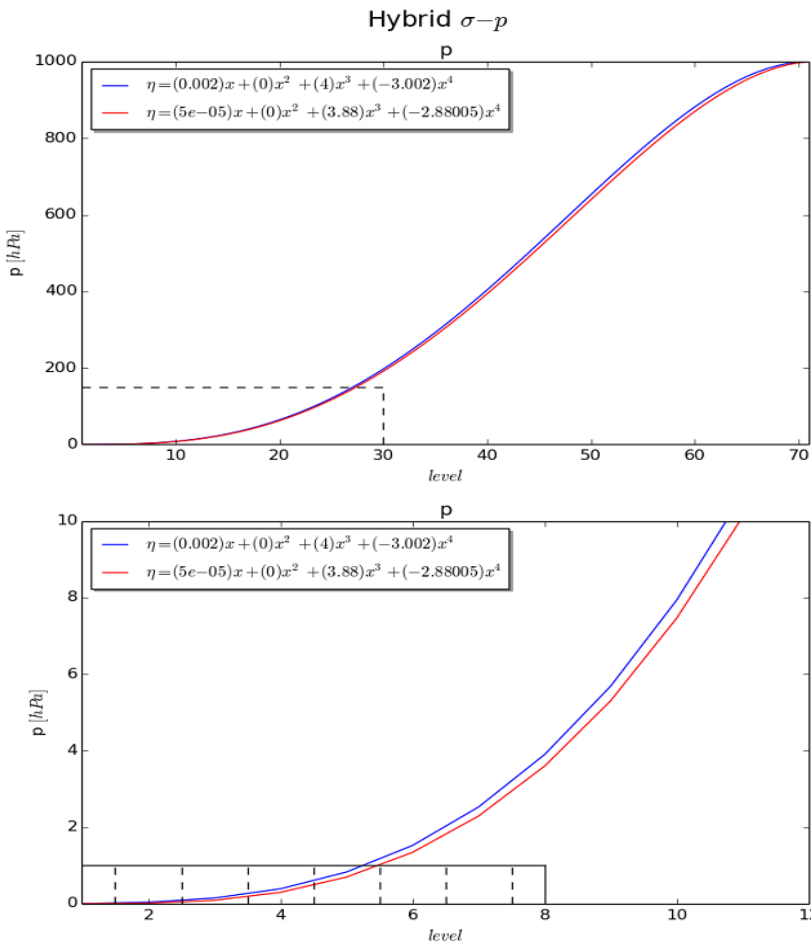 Hybrid σ−p
p
η=(0.002)x+(0)x² +(4)x³ +(−3.002)x⁴
η=(5e−05)x+(0)x² +(3.88)x³ +(−2.88005)x⁴
1000
800
600
400
200
0
p [hPa]
10 20 30 40 50 60 70
level
p
η=(0.002)x+(0)x² +(4)x³ +(−3.002)x⁴
η=(5e−05)x+(0)x² +(3.88)x³ +(−2.88005)x⁴
10
8
6
4
2
0
p [hPa]
2 4 6 8 10 12
level